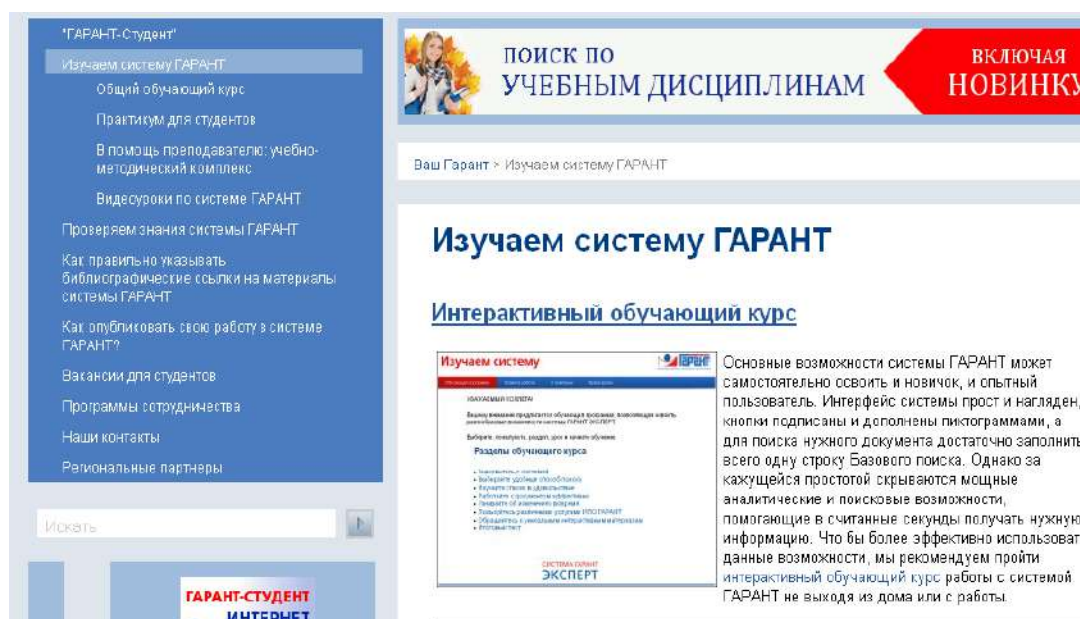 "ГАРАНТ-Студент"
Изучаем систему ГАРАНТ
Общий обучающий курс
Практикум для студентов
В помощь преподавателю: учебно-
методический комплекс
Видеоуроки по системе ГАРАНТ
Проверяем знания системы ГАРАНТ
Как правильно указывать
библиографические ссылки на материалы
системы ГАРАНТ
Как опубликовать свою работу в системе
ГАРАНТ?
Вакансии для студентов
Программы сотрудничества
Наши контакты
Региональные партнеры
Искать
ГАРАНТ-СТУДЕНТ
ИНТЕРНЕТ
ПОИСК ПО
УЧЕБНЫМ ДИСЦИПЛИНАМ
ВКЛЮЧАЯ
НОВИНКУ
Ваш Гарант > Изучаем систему ГАРАНТ
Изучаем систему ГАРАНТ
Интерактивный обучающий курс
Изучаем систему
ГАРАНТ
УВАЖАЕМЫЙ КОЛЛЕГА!
Разделы обучающего курса
СИСТЕМА ГАРАНТ
ЭКСПЕРТ
Основные возможности системы ГАРАНТ может
самостоятельно освоить и новичок, и опытный
пользователь. Интерфейс системы прост и нагляден,
кнопки подписаны и дополнены пиктограммами, а
для поиска нужного документа достаточно заполнить
всего одну строку Базового поиска. Однако за
кажущейся простотой скрываются мощные
аналитические и поисковые возможности,
помогающие в считанные секунды получать нужную
информацию. Что бы более эффективно использоват
данные возможности, мы рекомендуем пройти
интерактивный обучающий курс работы с системой
ГАРАНТ не выходя из дома или с работы.